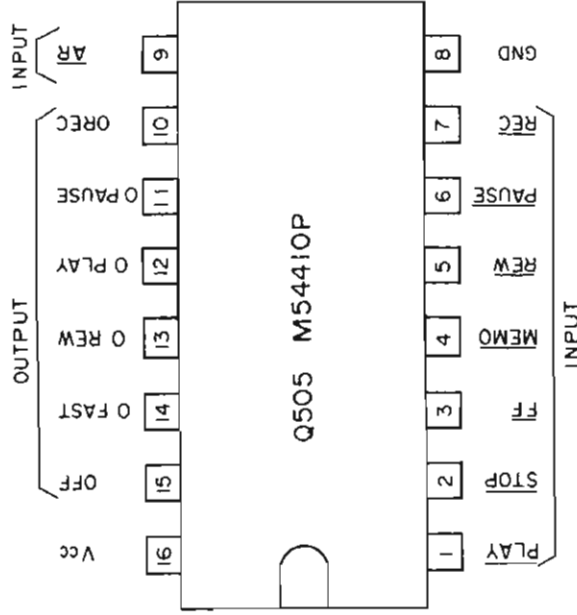 INPUT
AR
9
8
GND
OUTPUT
OREC
10
7
REC
O PAUSE
11
6
PAUSE
O PLAY
12
5
REW
O REW
13
4
MEMO
O FAST
14
3
FF
OFF
15
2
STOP
Vcc
16
1
PLAY
INPUT
Q505 M54410P